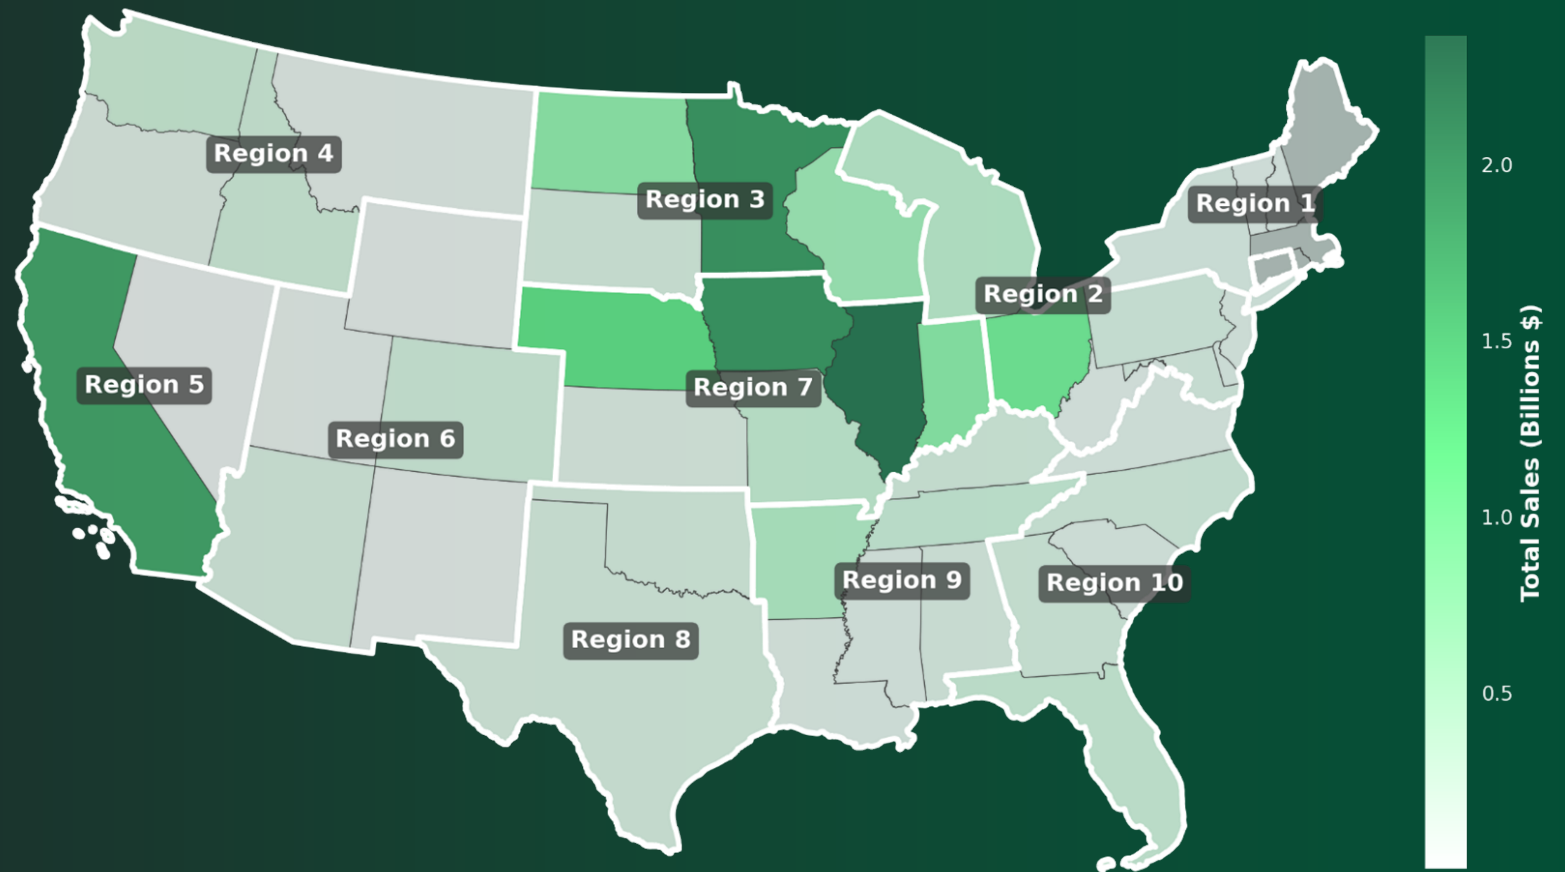 Region 4
Region 3
Region 1
Region 2
Region 5
Region 7
Region 6
Region 9
Region 10
Region 8
2.0
1.5
1.0
0.5
Total Sales (Billions $)